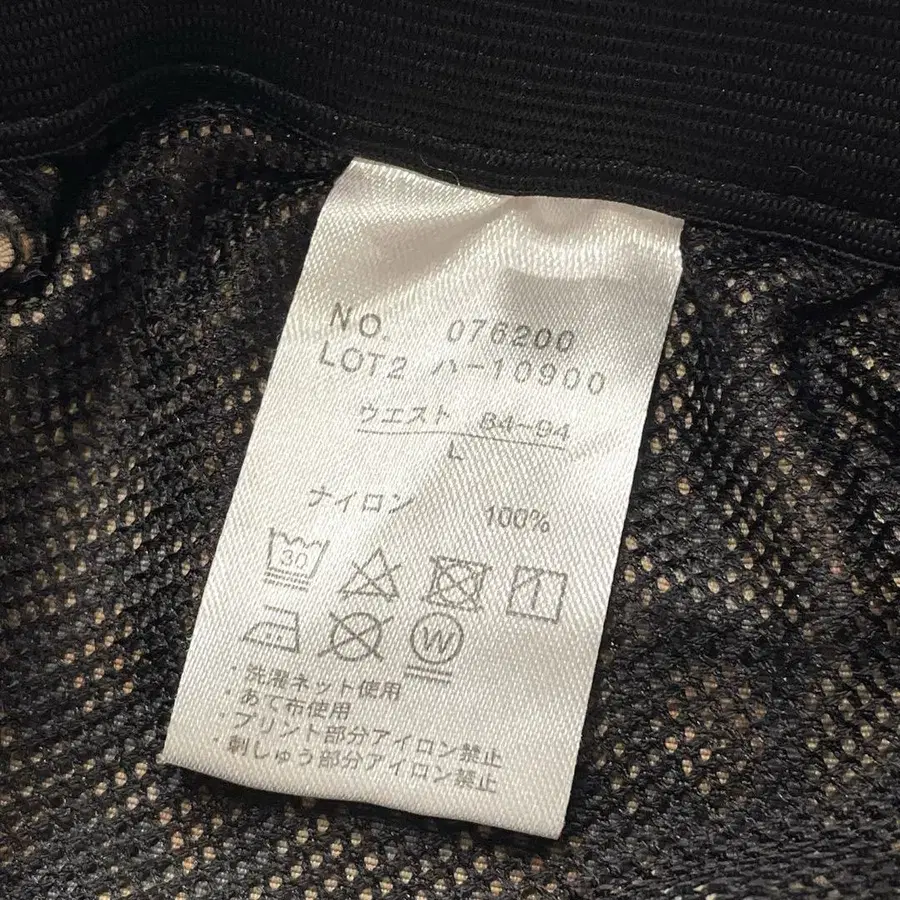 NO. 076200
LOT2 ハ-10900
ウエスト 84~94
L
ナイロン 100%
30
W
・洗濯ネット使用
・あて布使用
・プリント部分アイロン禁止
・刺しゅう部分アイロン禁止